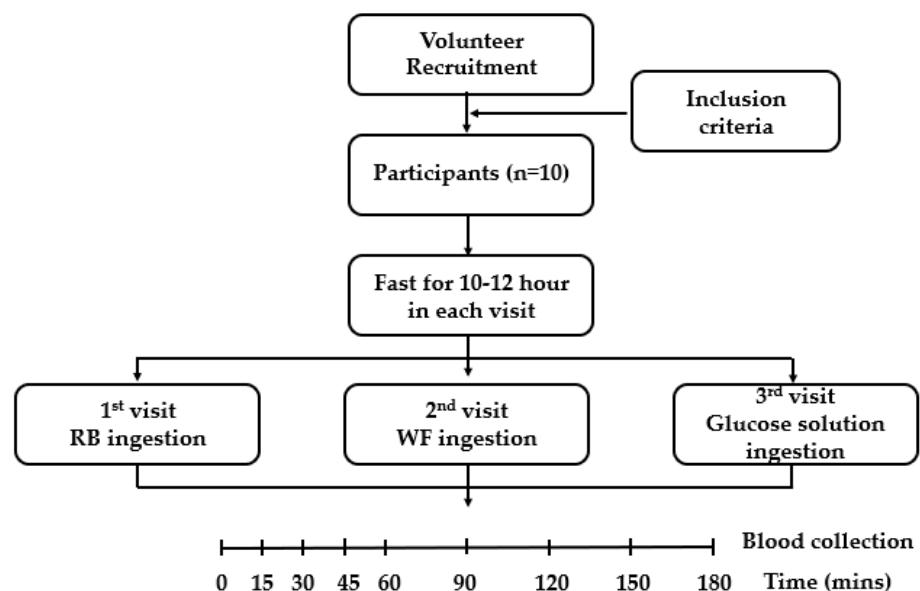 Volunteer
Recruitment
Inclusion
criteria
Participants (n=10)
Fast for 10-12 hour
in each visit
1st visit
RB ingestion
2nd visit
WF ingestion
3rd visit
Glucose solution
ingestion
Blood collection
0 15 30 45 60 90 120 150 180 Time (mins)